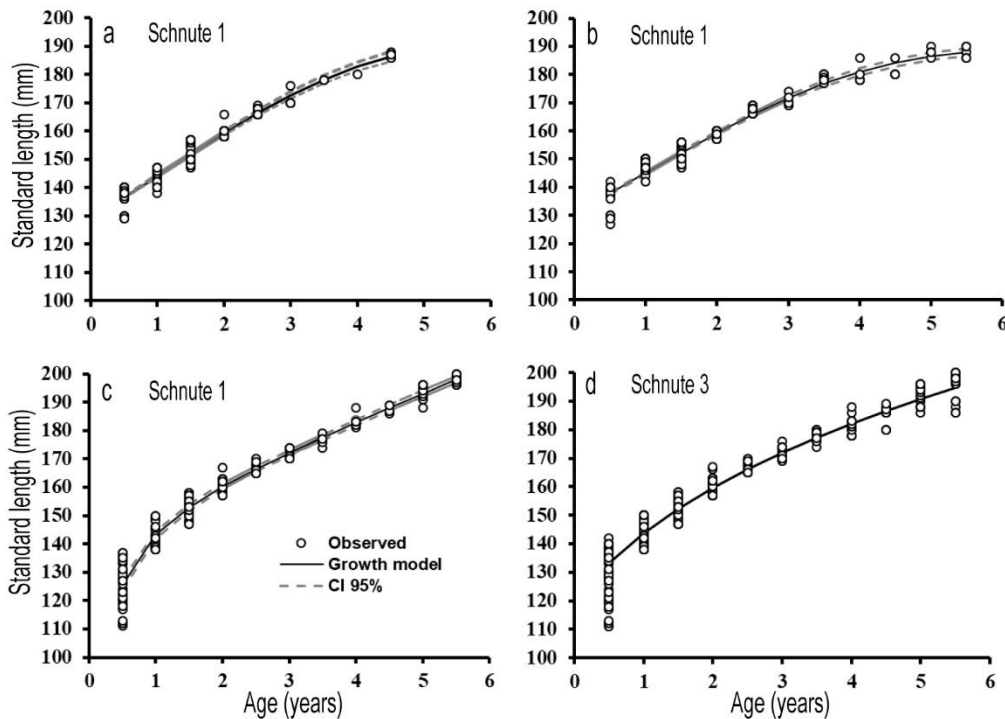 a Schnute 1
200
190
180
170
160
150
140
130
120
110
100
0 1 2 3 4 5 6
Standard length (mm)
b Schnute 1
200
190
180
170
160
150
140
130
120
110
100
0 1 2 3 4 5 6
c Schnute 1
200
190
180
170
160
150
140
130
120
110
100
0 1 2 3 4 5 6
Standard length (mm)
Age (years)
Observed
Growth model
CI 95%
d Schnute 3
200
190
180
170
160
150
140
130
120
110
100
0 1 2 3 4 5 6
Age (years)